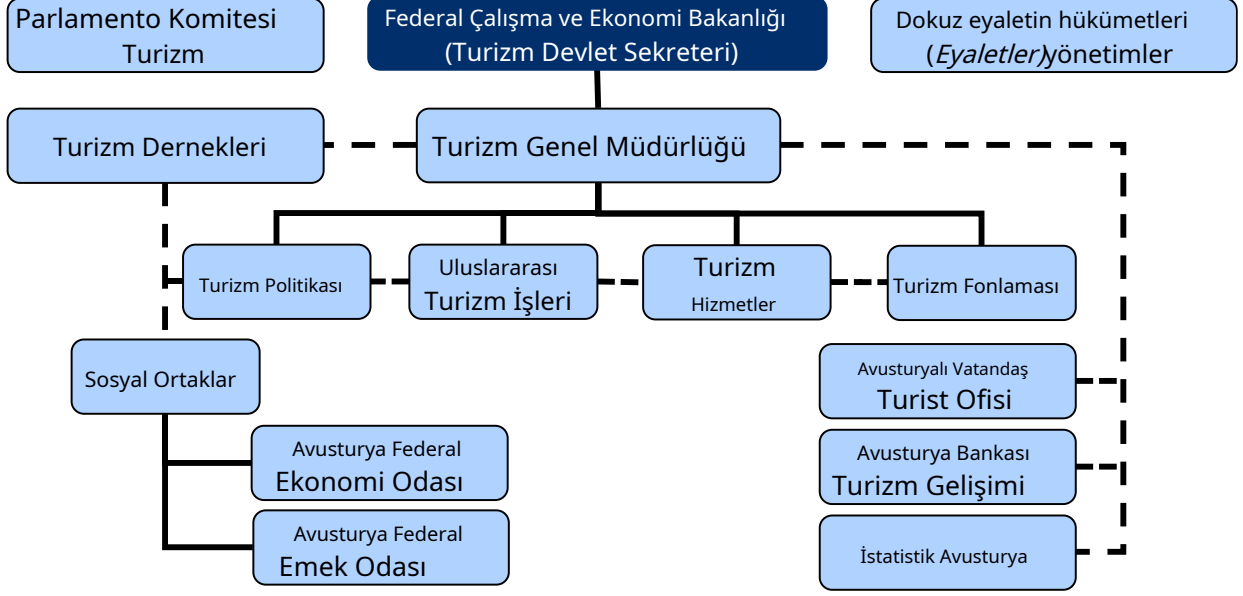 Parlamento Komitesi
Turizm
Federal Çalışma ve Ekonomi Bakanlığı
(Turizm Devlet Sekreteri)
Dokuz eyaletin hükümetleri
(Eyaletler)yönetimler
Turizm Dernekleri
Turizm Genel Müdürlüğü
Turizm Politikası
Uluslararası
Turizm İşleri
Turizm
Hizmetler
Turizm Fonlaması
Sosyal Ortaklar
Avusturya Federal
Ekonomi Odası
Avusturya Federal
Emek Odası
Avusturyalı Vatandaş
Turist Ofisi
Avusturya Bankası
Turizm Gelişimi
İstatistik Avusturya